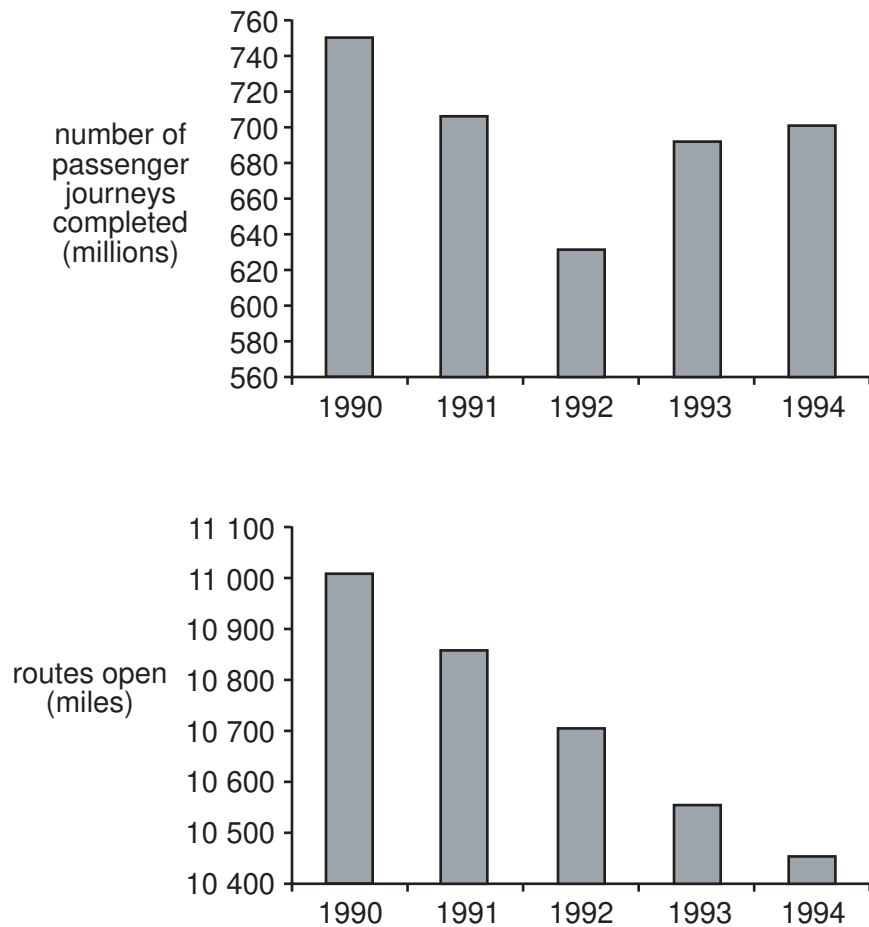 760
740
720
700
680
660
640
620
600
580
560
number of
passenger
journeys
completed
(millions)
1990 1991 1992 1993 1994
11 100
11 000
10 900
10 800
10 700
10 600
10 500
10 400
routes open
(miles)
1990 1991 1992 1993 1994